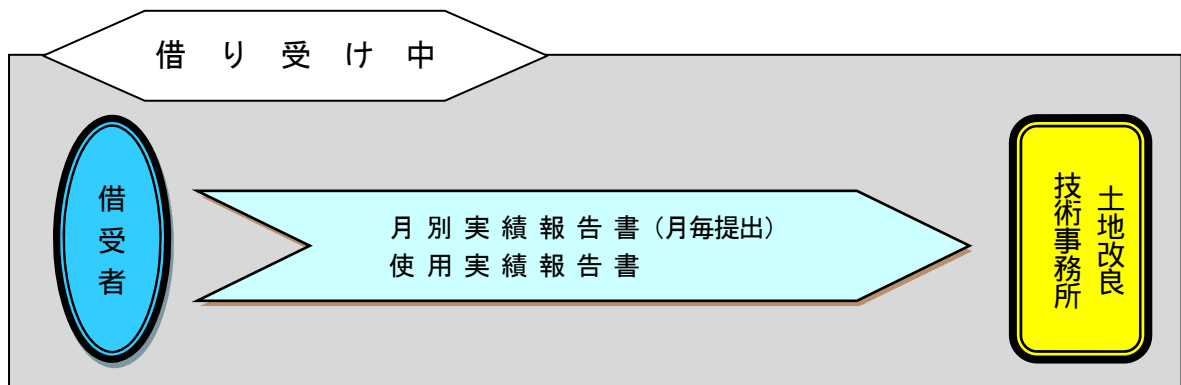 借り受け中
借受者
月別実績報告書（月毎提出）
使用実績報告書
土地改良
技術事務所